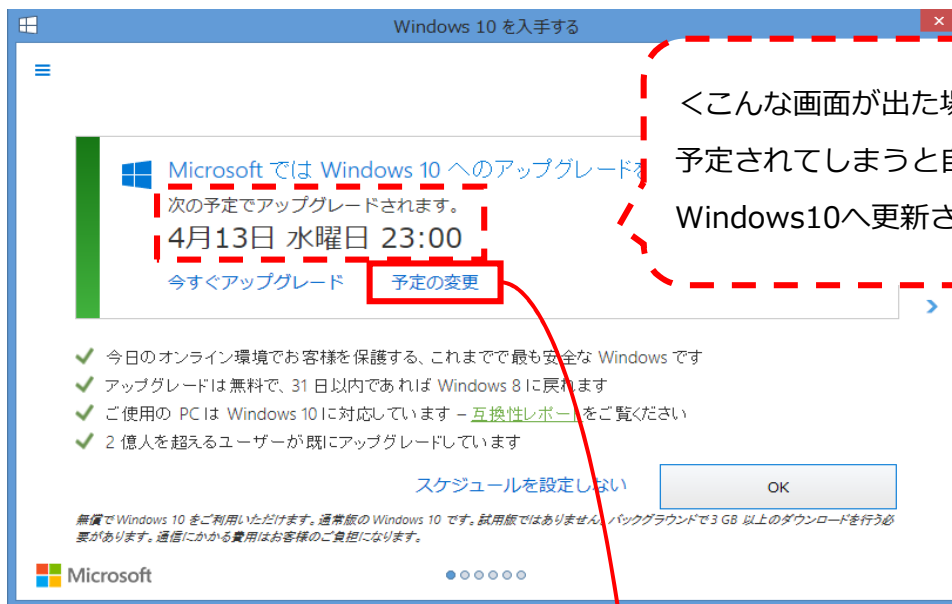 Windows 10 を入手する
＜こんな画面が出た
予定されてしまうと
Windows10へ更新さ
Microsoft では Windows 10 へのアップグレードを
次の予定でアップグレードされます。
4月13日 水曜日 23:00
今すぐアップグレード 予定の変更
今日のオンライン環境でお客様を保護する、これまでで最も安全な Windows です
アップグレードは無料で、31 日以内であれば Windows 8 に戻れます
ご使用の PC は Windows 10 に対応しています – 互換性レポートをご覧ください
2 億人を超えるユーザーが既にアップグレードしています
スケジュールを設定しない OK
無償で Windows 10 をご利用いただけます。通常版の Windows 10 です。試用版ではありません。バックグラウンドで 3 GB 以上のダウンロードを行う必
要があります。通信にかかる費用はお客様のご負担になります。
Microsoft